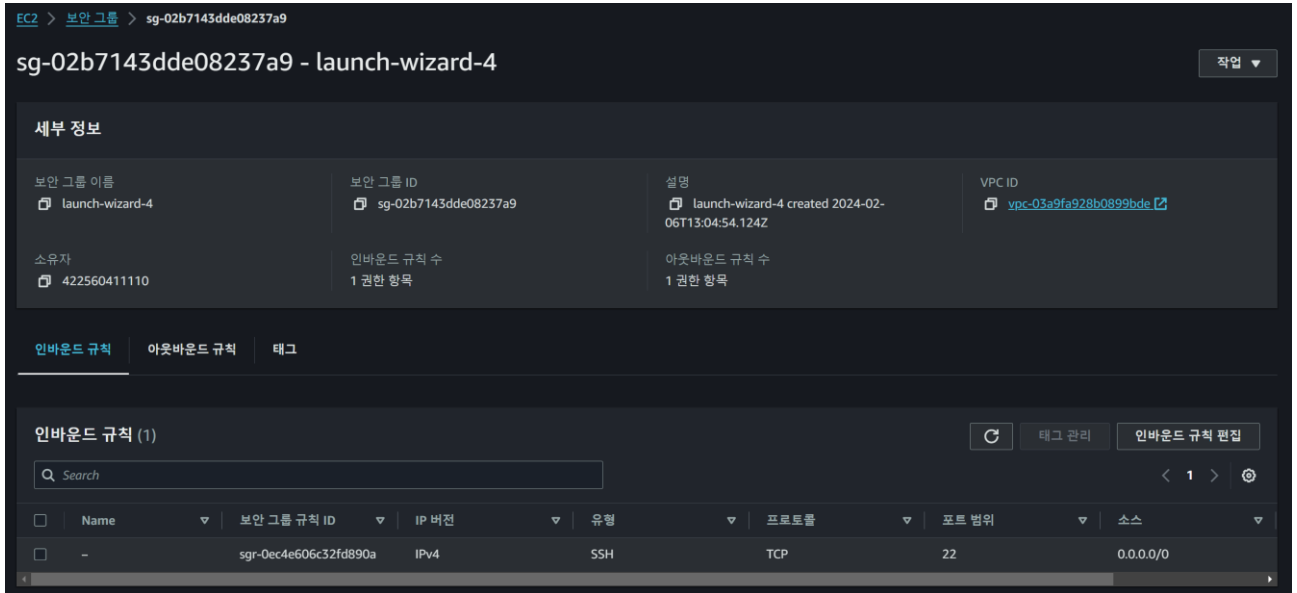 EC2 > 보안 그룹 > sg-02b7143dde08237a9
sg-02b7143dde08237a9 - launch-wizard-4
작업
세부 정보
보안 그룹 이름
launch-wizard-4
보안 그룹 ID
sg-02b7143dde08237a9
설명
launch-wizard-4 created 2024-02-
06T13:04:54.124Z
VPC ID
vpc-03a9fa928b0899bde
소유자
422560411110
인바운드 규칙 수
1 권한 항목
아웃바운드 규칙 수
1 권한 항목
인바운드 규칙 아웃바운드 규칙 태그
인바운드 규칙 (1)
태그 관리 인바운드 규칙 편집
Search
1
Name 보안 그룹 규칙 ID IP 버전 유형 프로토콜 포트 범위 소스
– sgr-0ec4e606c32fd890a IPv4 SSH TCP 22 0.0.0.0/0